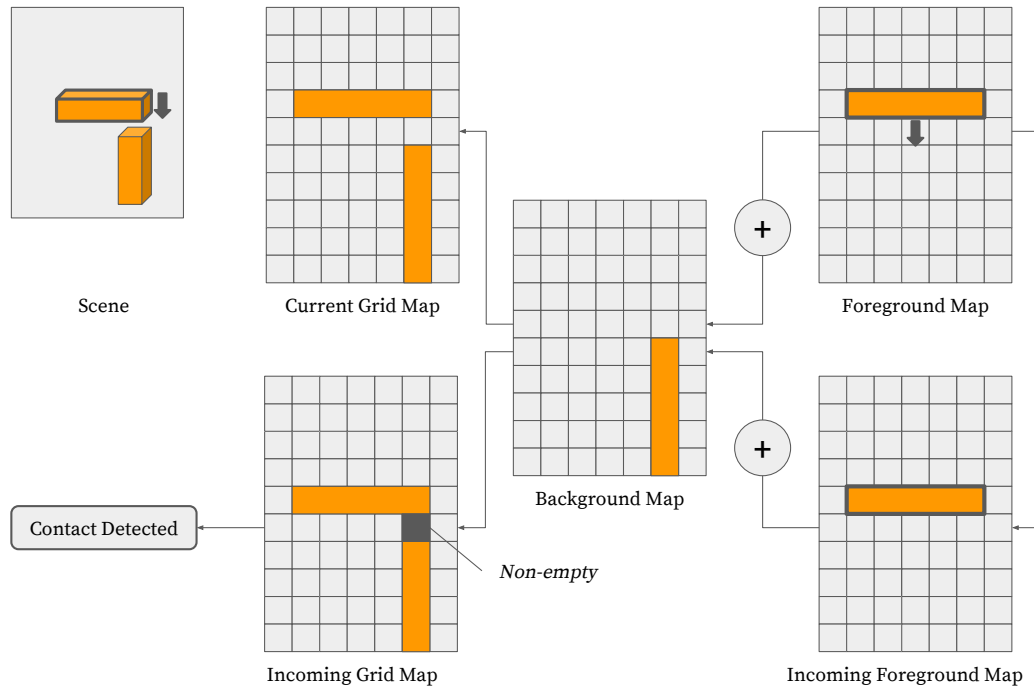 Scene
Current Grid Map
Foreground Map
+
Background Map
+
Contact Detected
Non-empty
Incoming Grid Map
Incoming Foreground Map